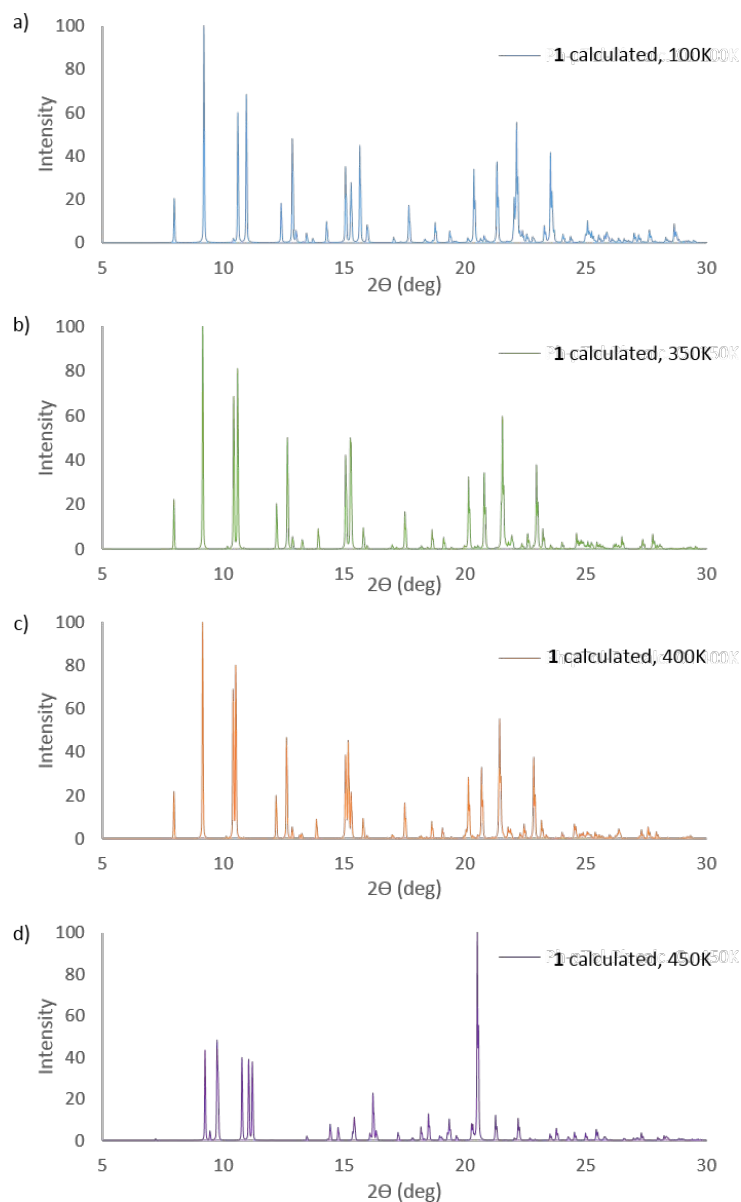 a)
100
80
60
40
20
0
Intensity
1 calculated, 100K
5 10 15 20 25 30
2Θ (deg)
b)
100
80
60
40
20
0
Intensity
1 calculated, 350K
5 10 15 20 25 30
2Θ (deg)
c)
100
80
60
40
20
0
Intensity
1 calculated, 400K
5 10 15 20 25 30
2Θ (deg)
d)
100
80
60
40
20
0
Intensity
1 calculated, 450K
5 10 15 20 25 30
2Θ (deg)